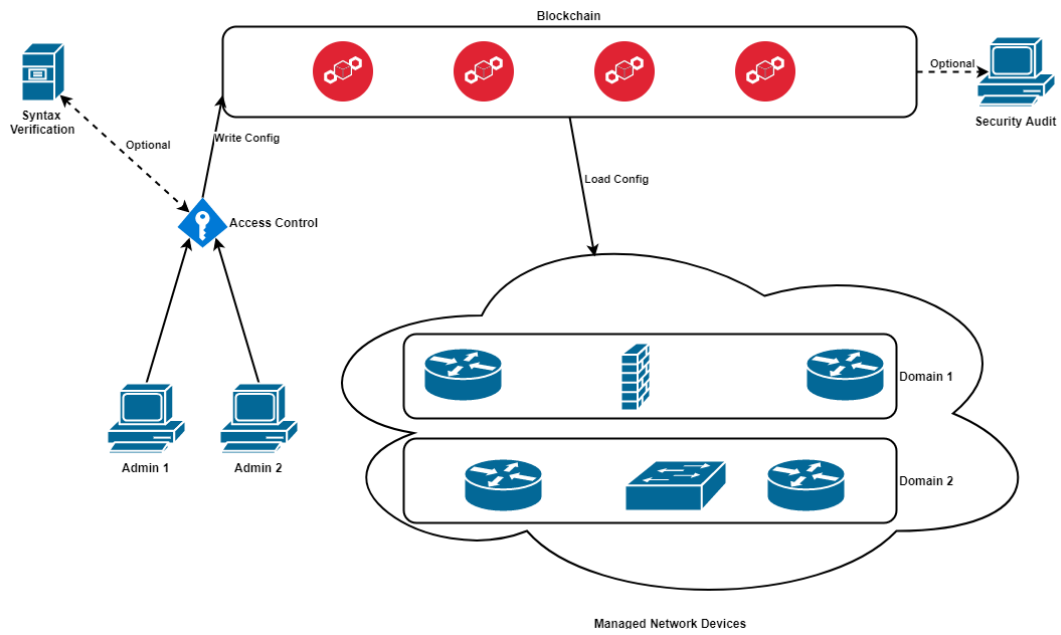 Blockchain
Optional
Syntax
Verification
Security Audit
Optional
Write Config
Load Config
Access Control
Domain 1
Admin 1
Admin 2
Domain 2
Managed Network Devices